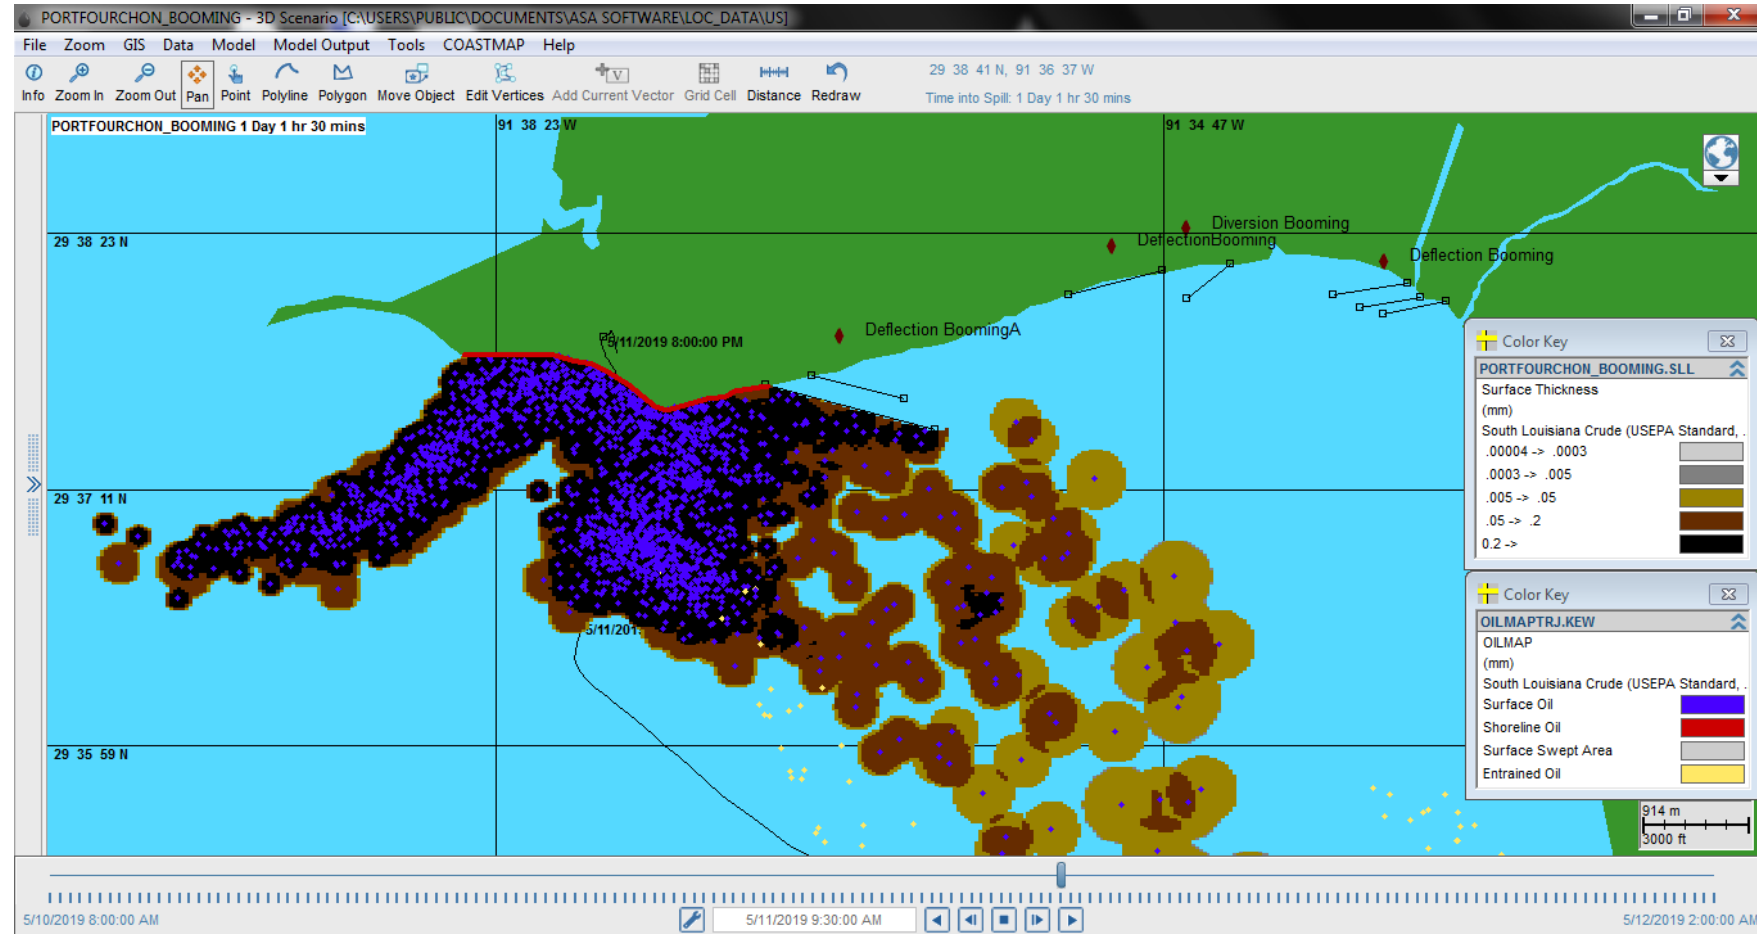 PORTFOURCHON_BOOMING - 3D Scenario [C:\USERS\PUBLIC\DOCUMENTS\ASA SOFTWARE\LOC_DATA\US]
File Zoom GIS Data Model Model Output Tools COASTMAP Help
Info Zoom In Zoom Out Pan Point Polyline Polygon Move Object Edit Vertices Add Current Vector Grid Cell Distance Redraw
29 38 41 N, 91 36 37 W
Time into Spill: 1 Day 1 hr 30 mins
PORTFOURCHON_BOOMING 1 Day 1 hr 30 mins
91 38 23 W
91 34 47 W
29 38 23 N
Diversion Booming
DeflectionBooming
Deflection Booming
Deflection BoomingA
5/11/2019 8:00:00 PM
29 37 11 N
5/11/201
29 35 59 N
Color Key
PORTFOURCHON_BOOMING.SLL
Surface Thickness
(mm)
South Louisiana Crude (USEPA Standard, .
.00004 -> .0003
.0003 -> .005
.005 -> .05
.05 -> .2
0.2 ->
Color Key
OILMAPTRJ.KEW
OILMAP
(mm)
South Louisiana Crude (USEPA Standard, .
Surface Oil
Shoreline Oil
Surface Swept Area
Entrained Oil
914 m
3000 ft
5/10/2019 8:00:00 AM
5/11/2019 9:30:00 AM
5/12/2019 2:00:00 AM